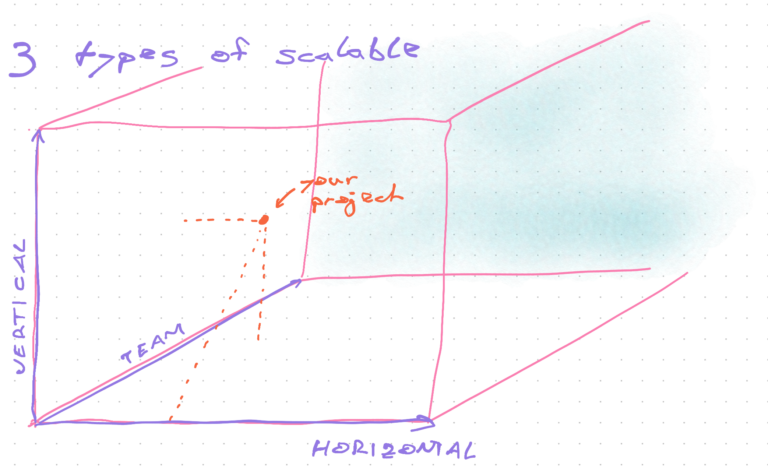 3 types of scalable
your
project
VERTICAL
TEAM
HORIZONTAL